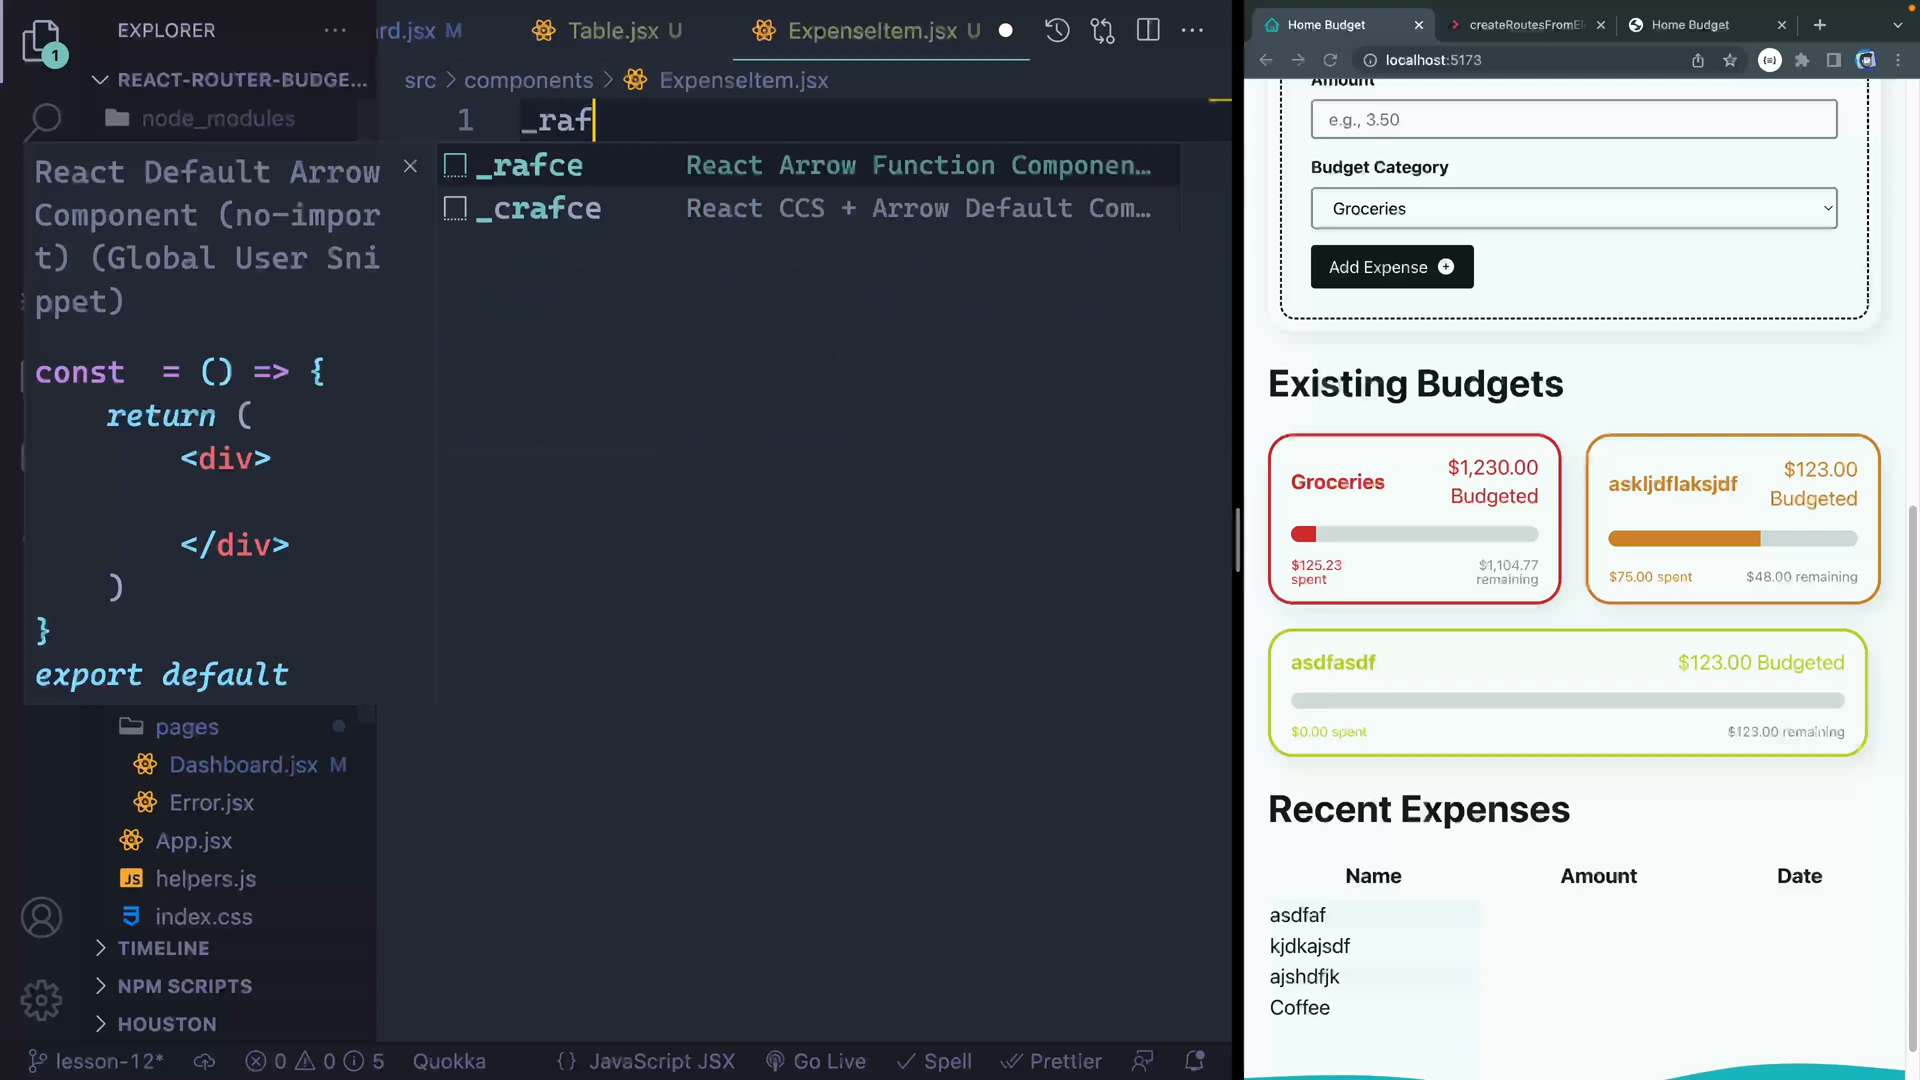 EXPLORER
1
REACT-ROUTER-BUDGE...
node_modules
React Default Arrow
Component (no-impor
t) (Global User Sni
ppet)
const = () => {
return (
<div>
</div>
)
}
export default
pages
Dashboard.jsx M
Error.jsx
App.jsx
JS helpers.js
index.css
TIMELINE
NPM SCRIPTS
HOUSTON
rd.jsx M
Table.jsx U
ExpenseItem.jsx U
src > components > ExpenseItem.jsx
1 _raf
_rafce React Arrow Function Componen...
_crafce React CCS + Arrow Default Com...
lesson-12* 0 0 5 Quokka {} JavaScript JSX Go Live Spell Prettier
Home Budget
createRoutesFromEl
Home Budget
localhost:5173
Amount
e.g., 3.50
Budget Category
Groceries
Add Expense
Existing Budgets
Groceries
$1,230.00
Budgeted
$125.23
spent
$1,104.77
remaining
askljdflaksjdf
$123.00
Budgeted
$75.00 spent
$48.00 remaining
asdfasdf
$123.00 Budgeted
$0.00 spent
$123.00 remaining
Recent Expenses
Name Amount Date
asdfaf
kjdkajsdf
ajshdfjk
Coffee